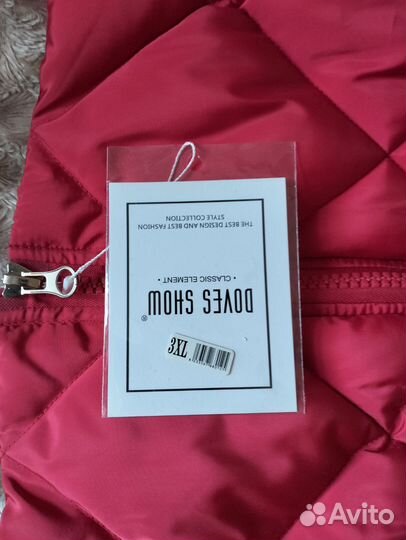 DOVES SHOW®
• CLASSIC ELEMENT •
THE BEST DESIGN AND BEST FASHION
STYLE COLLECTION
3XL
Avito